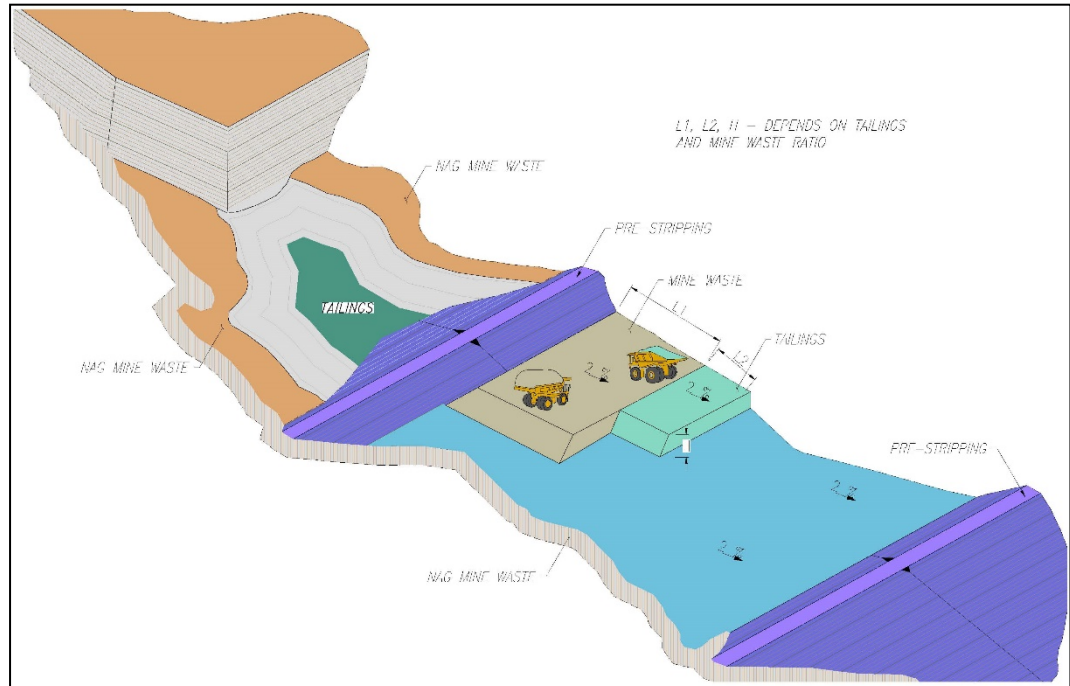 L1, L2, H – DEPENDS ON TAILINGS
AND MINE WASTE RATIO
NAG MINE WASTE
PRE STRIPPING
MINE WASTE
L1
TAILINGS
TAILINGS
L2
NAG MINE WASTE
2 %
2 %
2 %
PRE-STRIPPING
2 %
2 %
NAG MINE WASTE